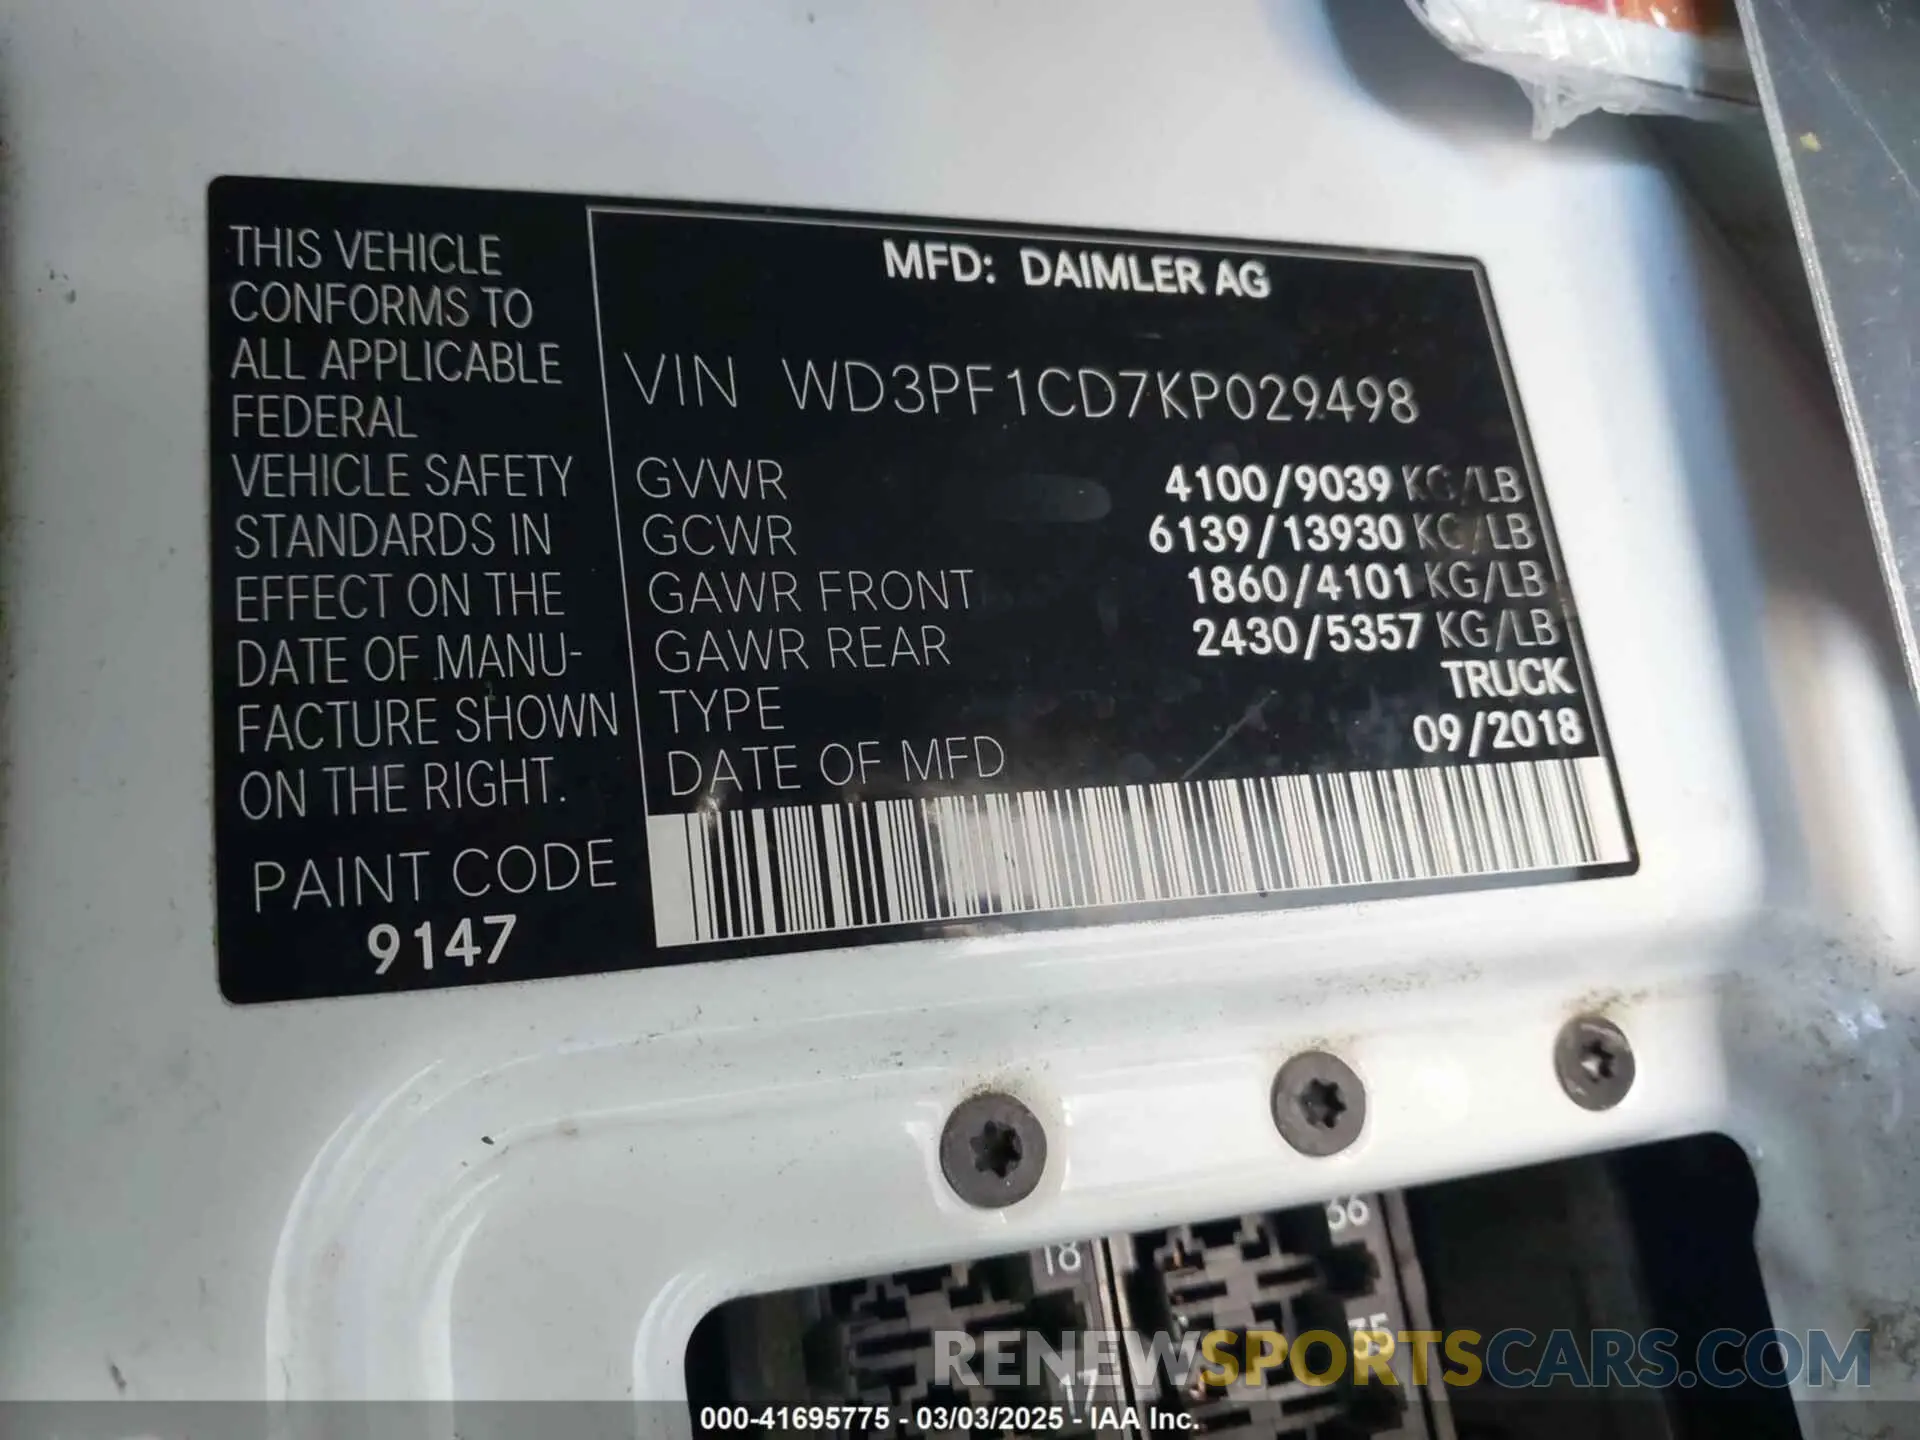 THIS VEHICLE
CONFORMS TO
ALL APPLICABLE
FEDERAL
VEHICLE SAFETY
STANDARDS IN
EFFECT ON THE
DATE OF MANU-
FACTURE SHOWN
ON THE RIGHT.
PAINT CODE
9147
MFD: DAIMLER AG
VIN WD3PF1CD7KP029498
GVWR 4100/9039 KG/LB
GCWR 6139/13930 KG/LB
GAWR FRONT 1860/4101 KG/LB
GAWR REAR 2430/5357 KG/LB
TYPE TRUCK
DATE OF MFD 09/2018
18 36
17 35
RENEWSPORTSCARS.COM
000-41695775 - 03/03/2025 - IAA Inc.